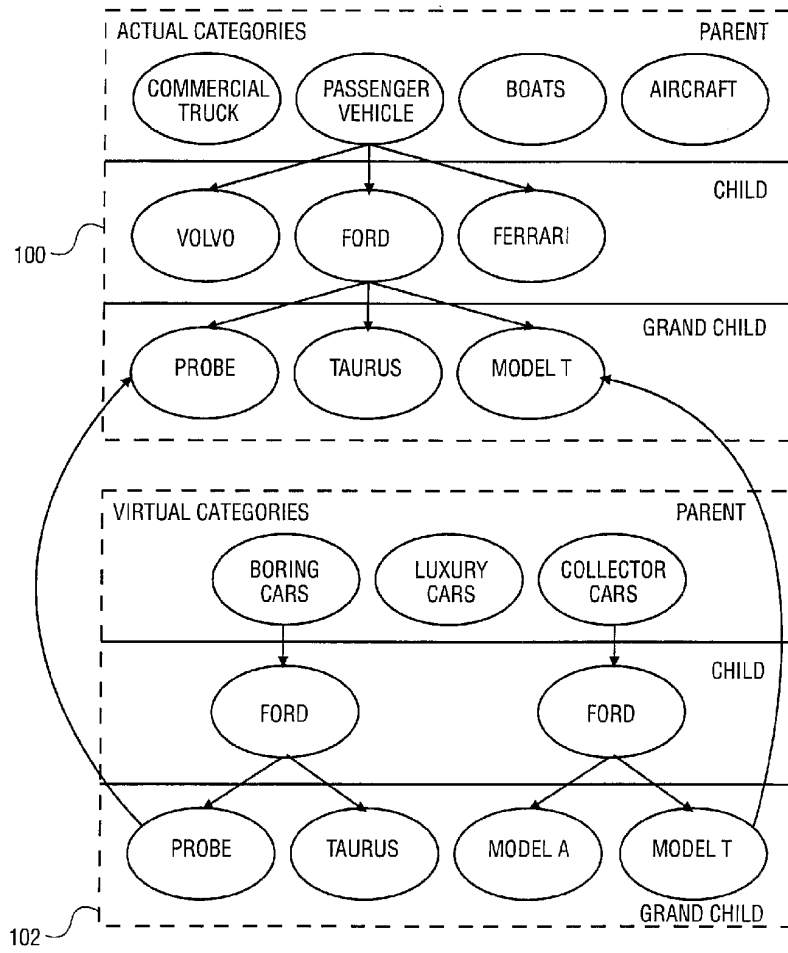 ACTUAL CATEGORIES PARENT
COMMERCIAL
TRUCK
PASSENGER
VEHICLE
BOATS
AIRCRAFT
CHILD
VOLVO
FORD
FERRARI
100
GRAND CHILD
PROBE
TAURUS
MODEL T
VIRTUAL CATEGORIES PARENT
BORING
CARS
LUXURY
CARS
COLLECTOR
CARS
CHILD
FORD
FORD
PROBE
TAURUS
MODEL A
MODEL T
GRAND CHILD
102